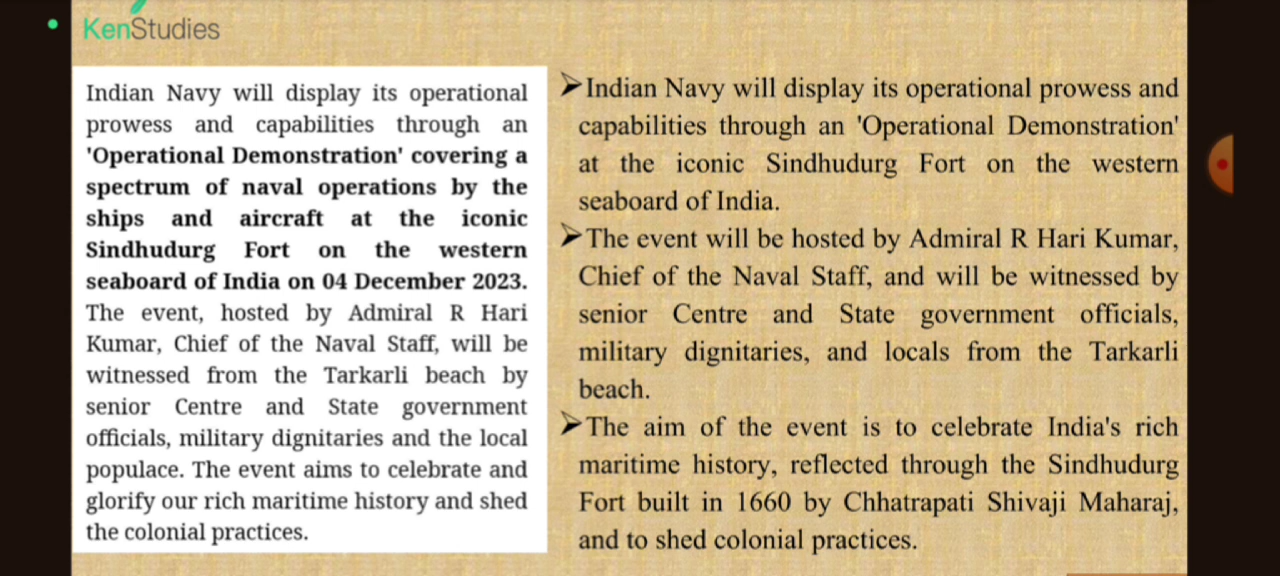 KenStudies
Indian Navy will display its operational
prowess and capabilities through an
'Operational Demonstration' covering a
spectrum of naval operations by the
ships and aircraft at the iconic
Sindhudurg Fort on the western
seaboard of India on 04 December 2023.
The event, hosted by Admiral R Hari
Kumar, Chief of the Naval Staff, will be
witnessed from the Tarkarli beach by
senior Centre and State government
officials, military dignitaries and the local
populace. The event aims to celebrate and
glorify our rich maritime history and shed
the colonial practices.
➢Indian Navy will display its operational prowess and
capabilities through an 'Operational Demonstration'
at the iconic Sindhudurg Fort on the western
seaboard of India.
➢The event will be hosted by Admiral R Hari Kumar,
Chief of the Naval Staff, and will be witnessed by
senior Centre and State government officials,
military dignitaries, and locals from the Tarkarli
beach.
➢The aim of the event is to celebrate India's rich
maritime history, reflected through the Sindhudurg
Fort built in 1660 by Chhatrapati Shivaji Maharaj,
and to shed colonial practices.